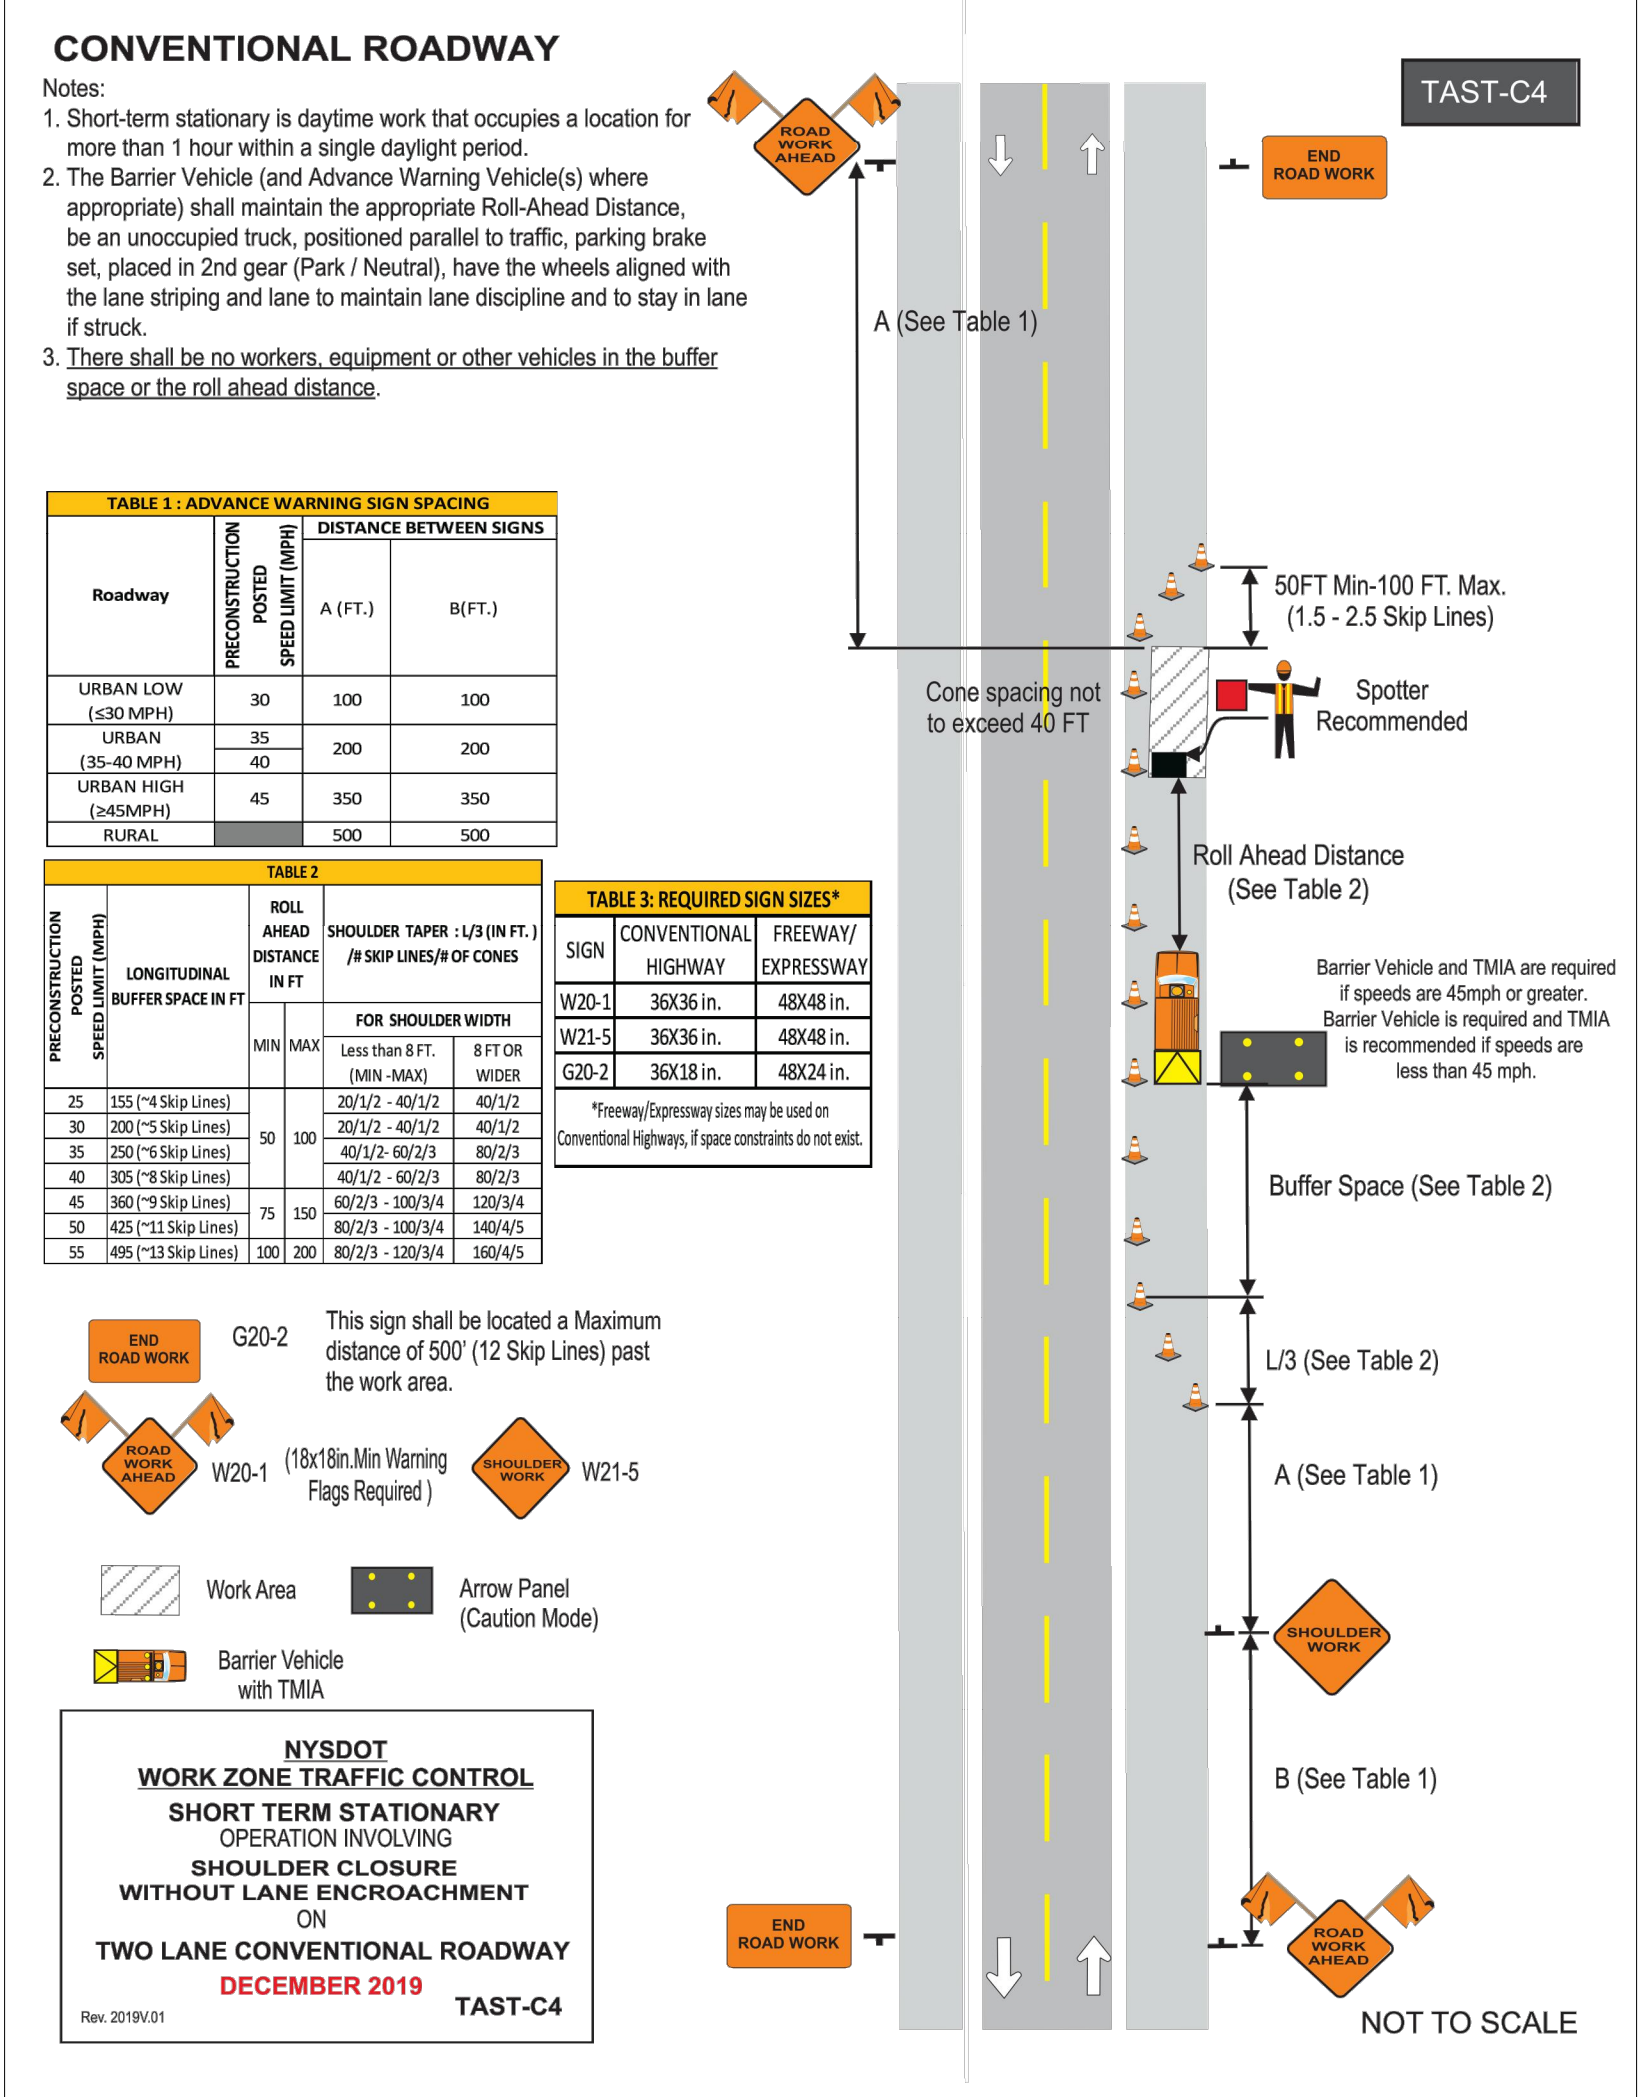 CONVENTIONAL ROADWAY
Notes:
1. Short-term stationary is daytime work that occupies a location for
more than 1 hour within a single daylight period.
2. The Barrier Vehicle (and Advance Warning Vehicle(s) where
appropriate) shall maintain the appropriate Roll-Ahead Distance,
be an unoccupied truck, positioned parallel to traffic, parking brake
set, placed in 2nd gear (Park / Neutral), have the wheels aligned with
the lane striping and lane to maintain lane discipline and to stay in lane
if struck.
3. There shall be no workers, equipment or other vehicles in the buffer
space or the roll ahead distance.
TABLE 1 : ADVANCE WARNING SIGN SPACING
Roadway
PRECONSTRUCTION
POSTED
SPEED LIMIT (MPH)
DISTANCE BETWEEN SIGNS
A (FT.) B(FT.)
URBAN LOW
(≤30 MPH) 30 100 100
URBAN
(35-40 MPH) 35 40 200 200
URBAN HIGH
(≥45MPH) 45 350 350
RURAL 500 500
TABLE 2
PRECONSTRUCTION
POSTED
SPEED LIMIT (MPH)
LONGITUDINAL
BUFFER SPACE IN FT
ROLL
AHEAD
DISTANCE
IN FT
MIN MAX
SHOULDER TAPER : L/3 (IN FT. )
/# SKIP LINES/# OF CONES
FOR SHOULDER WIDTH
Less than 8 FT.
(MIN -MAX)
8 FT OR
WIDER
25 155 (~4 Skip Lines) 20/1/2 - 40/1/2 40/1/2
30 200 (~5 Skip Lines) 50 100 20/1/2 - 40/1/2 40/1/2
35 250 (~6 Skip Lines) 40/1/2- 60/2/3 80/2/3
40 305 (~8 Skip Lines) 40/1/2 - 60/2/3 80/2/3
45 360 (~9 Skip Lines) 75 150 60/2/3 - 100/3/4 120/3/4
50 425 (~11 Skip Lines) 80/2/3 - 100/3/4 140/4/5
55 495 (~13 Skip Lines) 100 200 80/2/3 - 120/3/4 160/4/5
TABLE 3: REQUIRED SIGN SIZES*
SIGN
CONVENTIONAL
HIGHWAY
FREEWAY/
EXPRESSWAY
W20-1 36X36 in. 48X48 in.
W21-5 36X36 in. 48X48 in.
G20-2 36X18 in. 48X24 in.
*Freeway/Expressway sizes may be used on
Conventional Highways, if space constraints do not exist.
END
ROAD WORK
G20-2
This sign shall be located a Maximum
distance of 500' (12 Skip Lines) past
the work area.
ROAD
WORK
AHEAD
W20-1
(18x18in.Min Warning
Flags Required )
SHOULDER
WORK
W21-5
Work Area
Arrow Panel
(Caution Mode)
Barrier Vehicle
with TMIA
NYSDOT
WORK ZONE TRAFFIC CONTROL
SHORT TERM STATIONARY
OPERATION INVOLVING
SHOULDER CLOSURE
WITHOUT LANE ENCROACHMENT
ON
TWO LANE CONVENTIONAL ROADWAY
DECEMBER 2019
Rev. 2019V.01
TAST-C4
TAST-C4
ROAD
WORK
AHEAD
END
ROAD WORK
A (See Table 1)
50FT Min-100 FT. Max.
(1.5 - 2.5 Skip Lines)
Cone spacing not
to exceed 40 FT
Spotter
Recommended
Roll Ahead Distance
(See Table 2)
Barrier Vehicle and TMIA are required
if speeds are 45mph or greater.
Barrier Vehicle is required and TMIA
is recommended if speeds are
less than 45 mph.
Buffer Space (See Table 2)
L/3 (See Table 2)
A (See Table 1)
SHOULDER
WORK
B (See Table 1)
END
ROAD WORK
ROAD
WORK
AHEAD
NOT TO SCALE